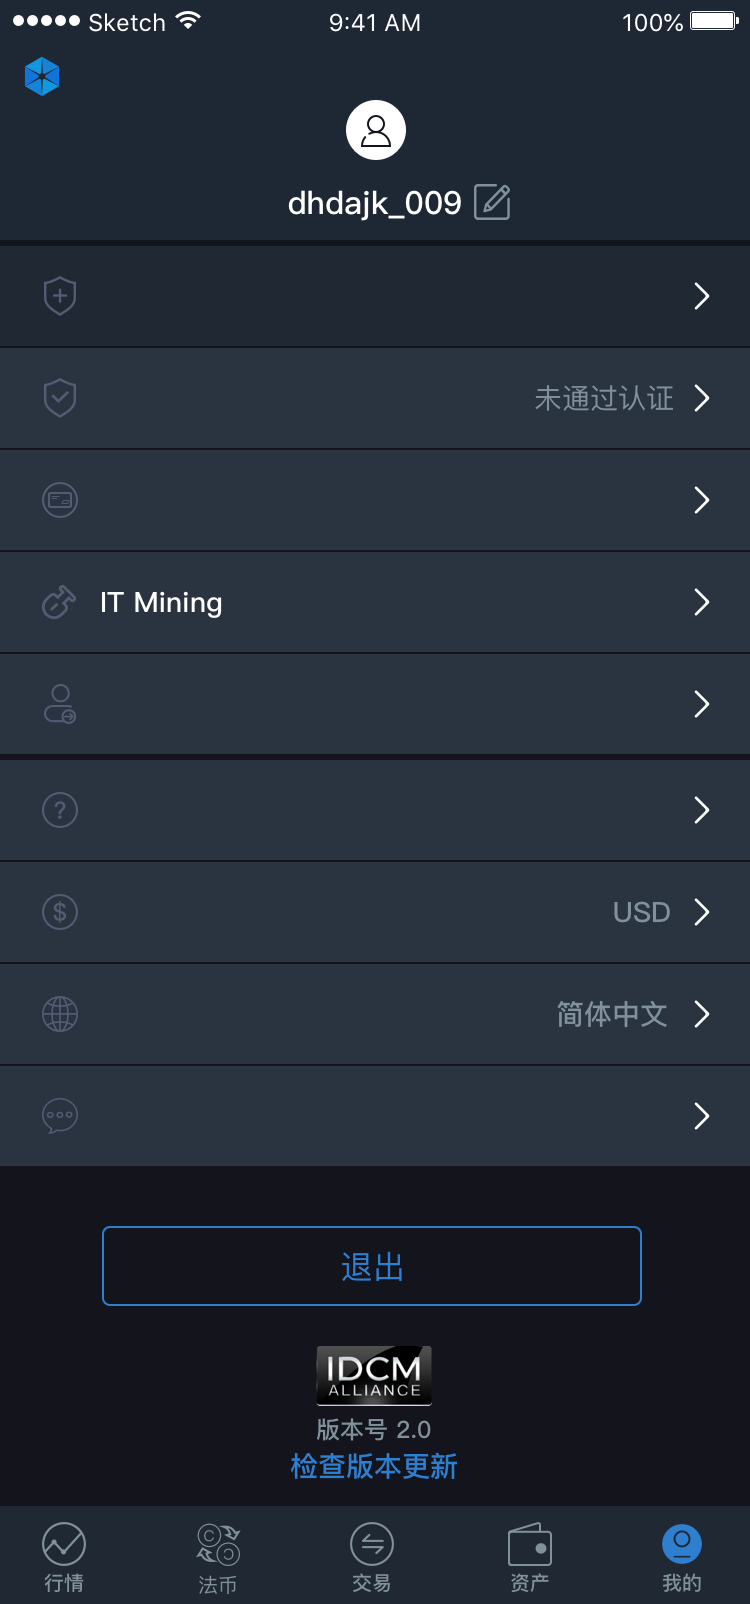 Sketch 9:41 AM 100%
dhdajk_009
未通过认证
IT Mining
USD
简体中文
退出
IDCM
ALLIANCE
版本号 2.0
检查版本更新
行情 法币 交易 资产 我的